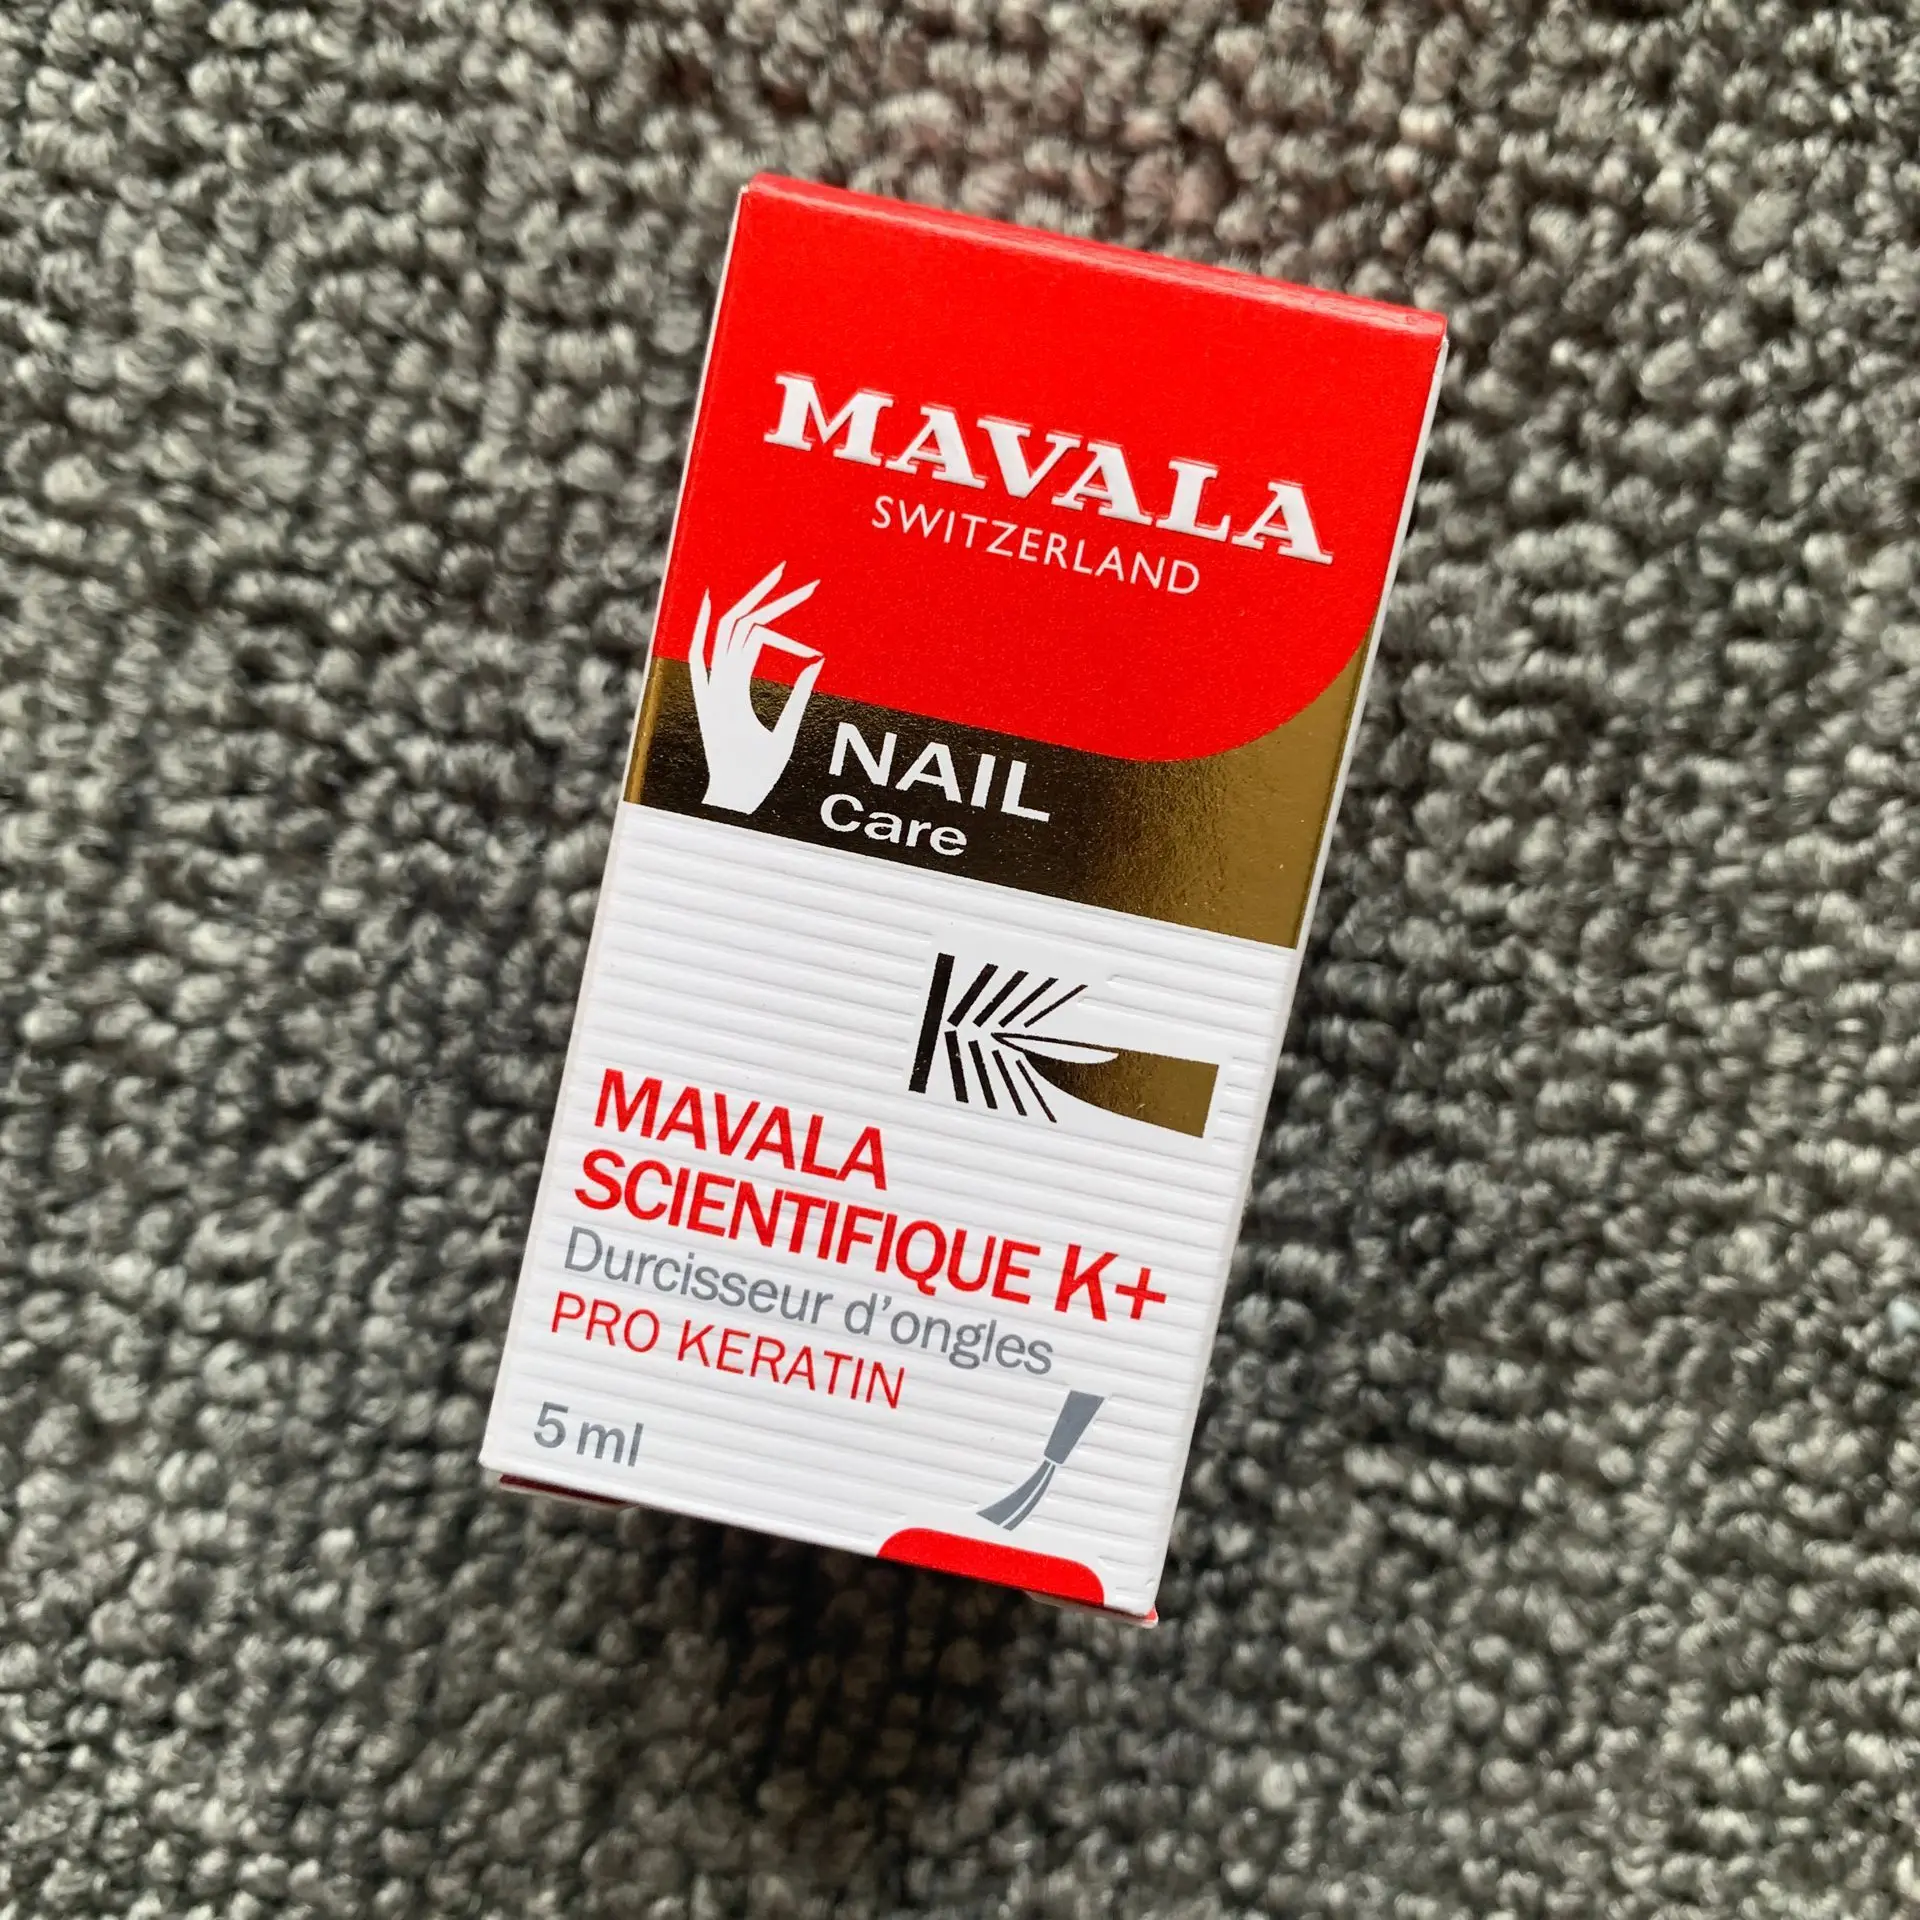 MAVALA
SWITZERLAND
NAIL
Care
MAVALA
SCIENTIFIQUE K+
Durcisseur d'ongles
PRO KERATIN
5 ml